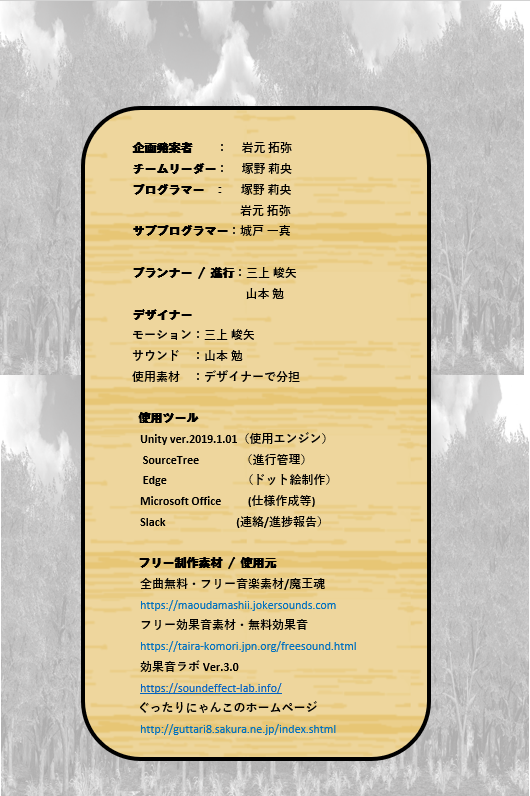 企画発案者 : 岩元 拓弥
チームリーダー: 塚野 莉央
プログラマー : 塚野 莉央
岩元 拓弥
サブプログラマー:城戸 一真
プランナー / 進行:三上 峻矢
山本 勉
デザイナー
モーション:三上 峻矢
サウンド :山本 勉
使用素材 :デザイナーで分担
使用ツール
Unity ver.2019.1.01(使用エンジン)
SourceTree (進行管理)
Edge (ドット絵制作)
Microsoft Office (仕様作成等)
Slack (連絡/進捗報告)
フリー制作素材 / 使用元
全曲無料・フリー音楽素材/魔王魂
https://maoudamashii.jokersounds.com
フリー効果音素材・無料効果音
https://taira-komori.jpn.org/freesound.html
効果音ラボ Ver.3.0
https://soundeffect-lab.info/
ぐったりにゃんこのホームページ
http://guttari8.sakura.ne.jp/index.shtml